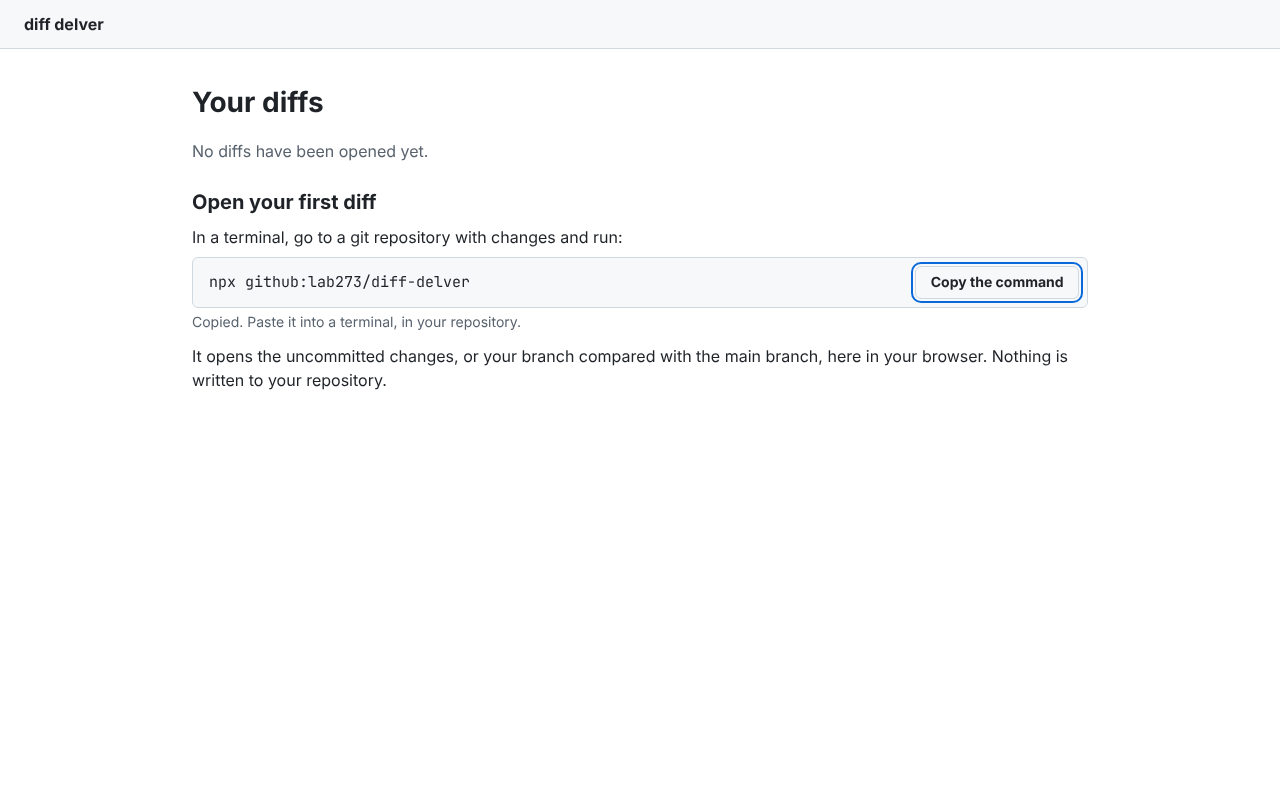 diff delver
Your diffs
No diffs have been opened yet.
Open your first diff
In a terminal, go to a git repository with changes and run:
npx github:lab273/diff-delver
Copy the command
Copied. Paste it into a terminal, in your repository.
It opens the uncommitted changes, or your branch compared with the main branch, here in your browser. Nothing is
written to your repository.